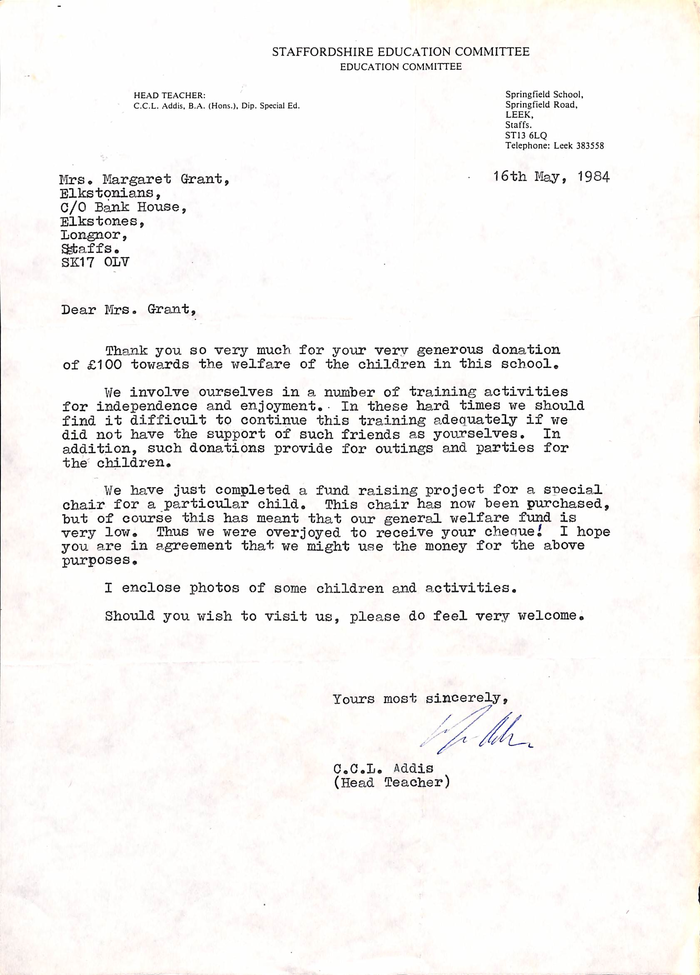 STAFFORDSHIRE EDUCATION COMMITTEE
EDUCATION COMMITTEE
HEAD TEACHER:
C.C.L. Addis, B.A. (Hons.), Dip. Special Ed.
Springfield School,
Springfield Road,
LEEK,
Staffs.
ST13 6LQ
Telephone: Leek 383558
16th May, 1984
Mrs. Margaret Grant,
Elkstonians,
C/O Bank House,
Elkstones,
Longnor,
Staffs.
SK17 OLV
Dear Mrs. Grant,
Thank you so very much for your very generous donation
of £100 towards the welfare of the children in this school.
We involve ourselves in a number of training activities
for independence and enjoyment. In these hard times we should
find it difficult to continue this training adequately if we
did not have the support of such friends as yourselves. In
addition, such donations provide for outings and parties for
the children.
We have just completed a fund raising project for a special
chair for a particular child. This chair has now been purchased,
but of course this has meant that our general welfare fund is
very low. Thus we were overjoyed to receive your cheque! I hope
you are in agreement that we might use the money for the above
purposes.
I enclose photos of some children and activities.
Should you wish to visit us, please do feel very welcome.
Yours most sincerely,
C.C.L. Addis
(Head Teacher)